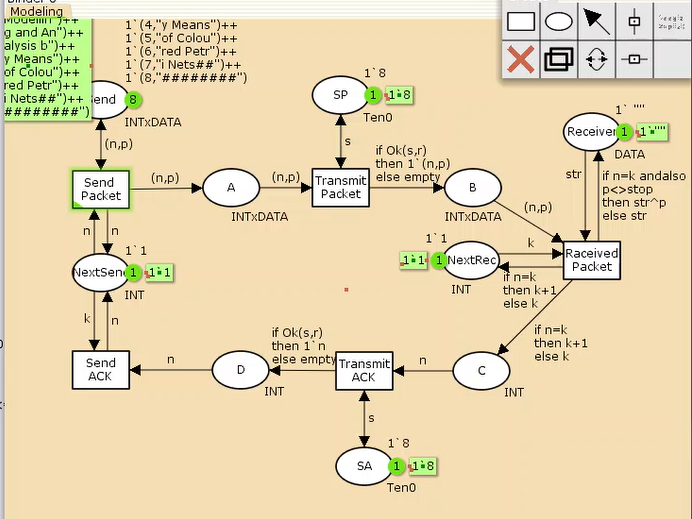 Modeling
g and An")++
alysis b")++
y Means")++
of Colou")++
red Petr")++
i Nets##")++
########")
1`(4,"y Means")++
1`(5,"of Colou")++
1`(6,"red Petr")++
1`(7,"i Nets##")++
1`(8,"########")
Send
8
INTxDATA
(n,p)
Send
Packet
(n,p)
A
INTxDATA
(n,p)
1`8
SP
1
1`8
Ten0
s
Transmit
Packet
if Ok(s,r)
then 1`(n,p)
else empty
B
INTxDATA
(n,p)
1` ""
Receiver
1
1`""
DATA
str
if n=k andalso
p<>stop
then str^p
else str
n
n
1`1
NextSend
1
1`1
INT
1`1
1`1
1
NextRec
INT
k
if n=k
then k+1
else k
Received
Packet
if n=k
then k+1
else k
k
n
Send
ACK
n
D
INT
if Ok(s,r)
then 1`n
else empty
Transmit
ACK
n
C
INT
s
1`8
SA
1
1`8
Ten0